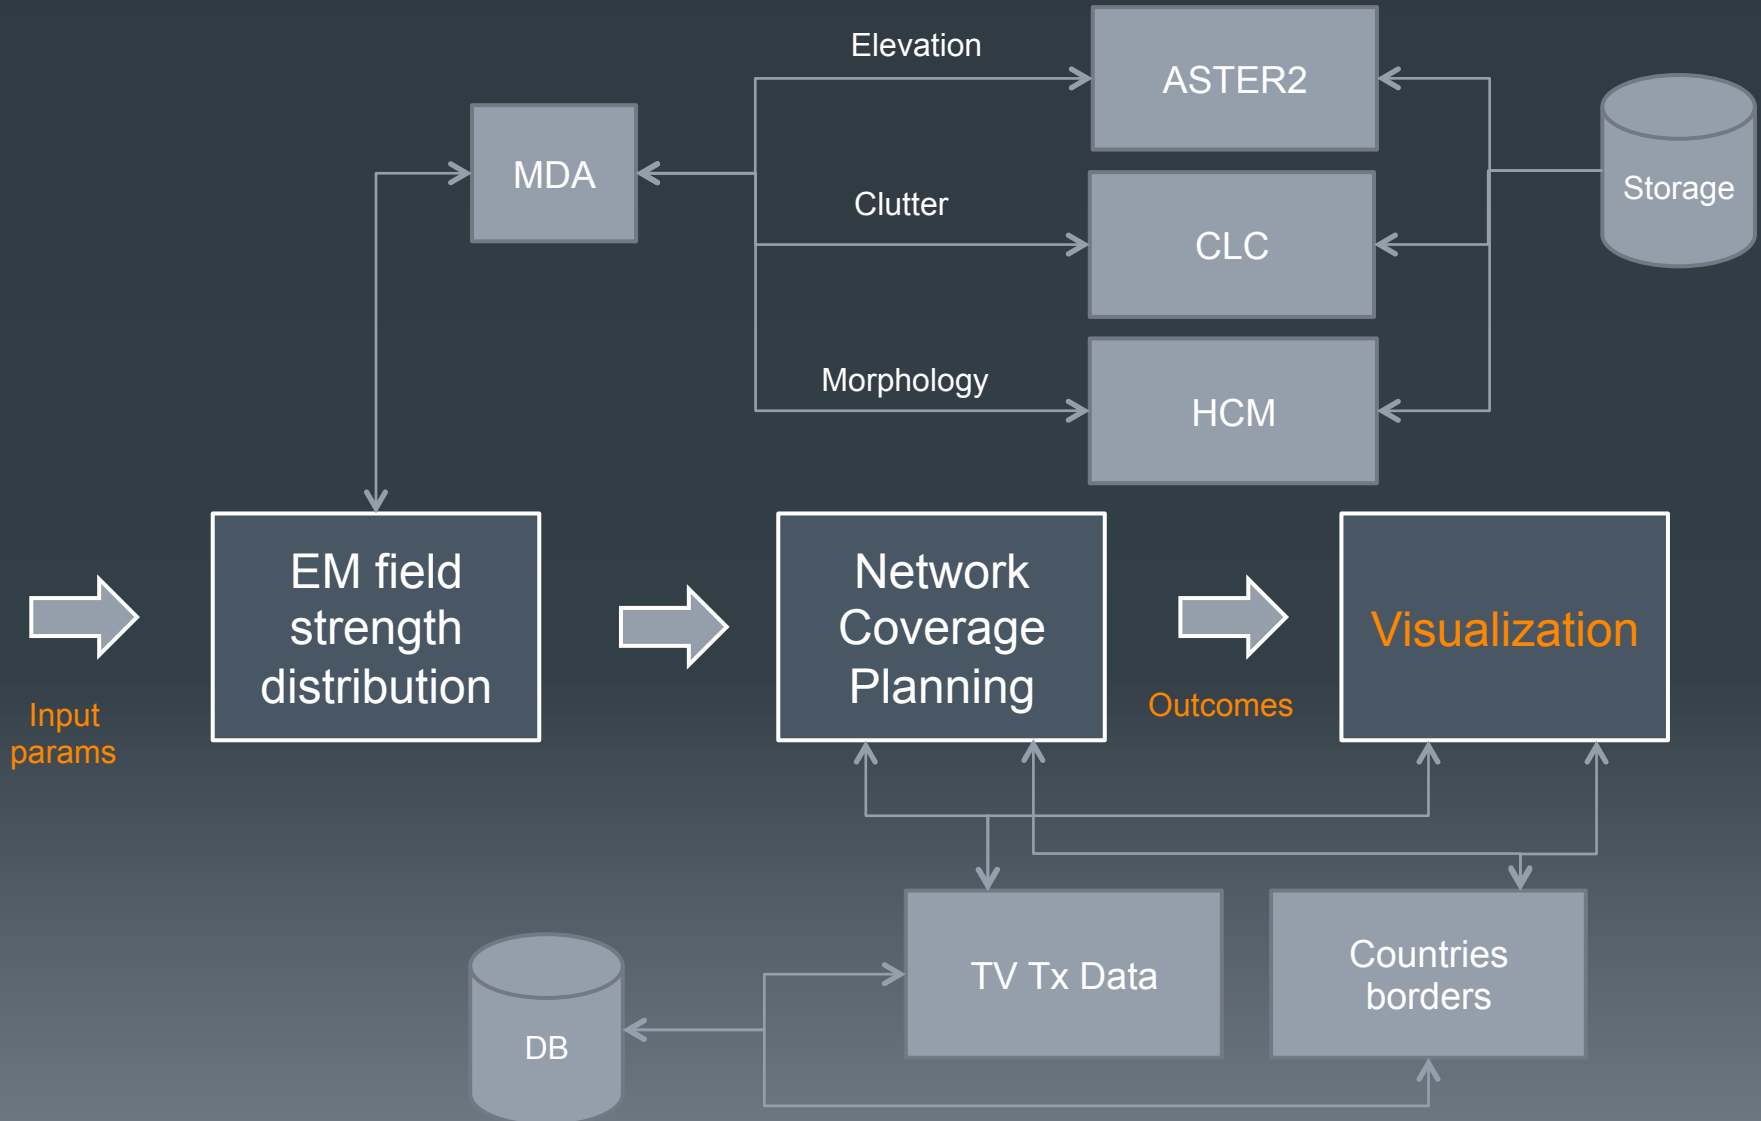 Elevation
ASTER2
MDA
Storage
Clutter
CLC
Morphology
HCM
EM field
strength
distribution
Network
Coverage
Planning
Visualization
Input
params
Outcomes
TV Tx Data
Countries
borders
DB